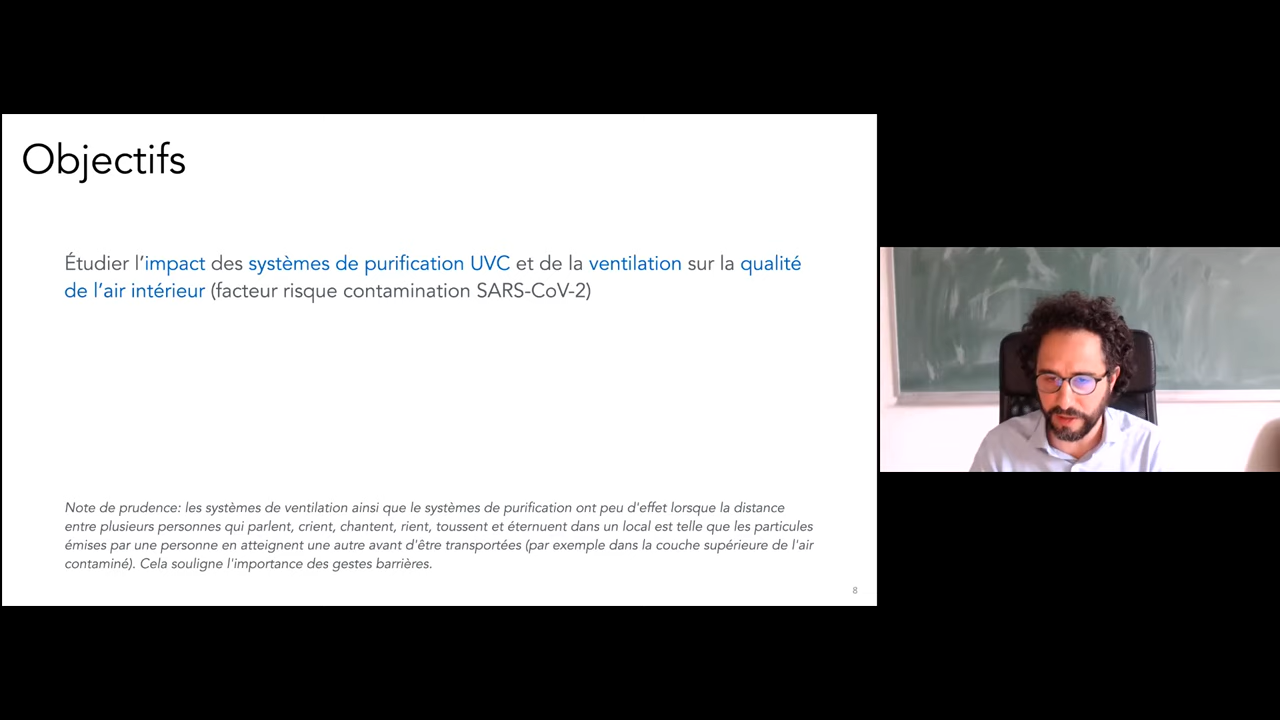 Objectifs
Étudier l’impact des systèmes de purification UVC et de la ventilation sur la qualité
de l’air intérieur (facteur risque contamination SARS-CoV-2)
Note de prudence: les systèmes de ventilation ainsi que le systèmes de purification ont peu d'effet lorsque la distance
entre plusieurs personnes qui parlent, crient, chantent, rient, toussent et éternuent dans un local est telle que les particules
émises par une personne en atteignent une autre avant d'être transportées (par exemple dans la couche supérieure de l'air
contaminé). Cela souligne l'importance des gestes barrières.
8